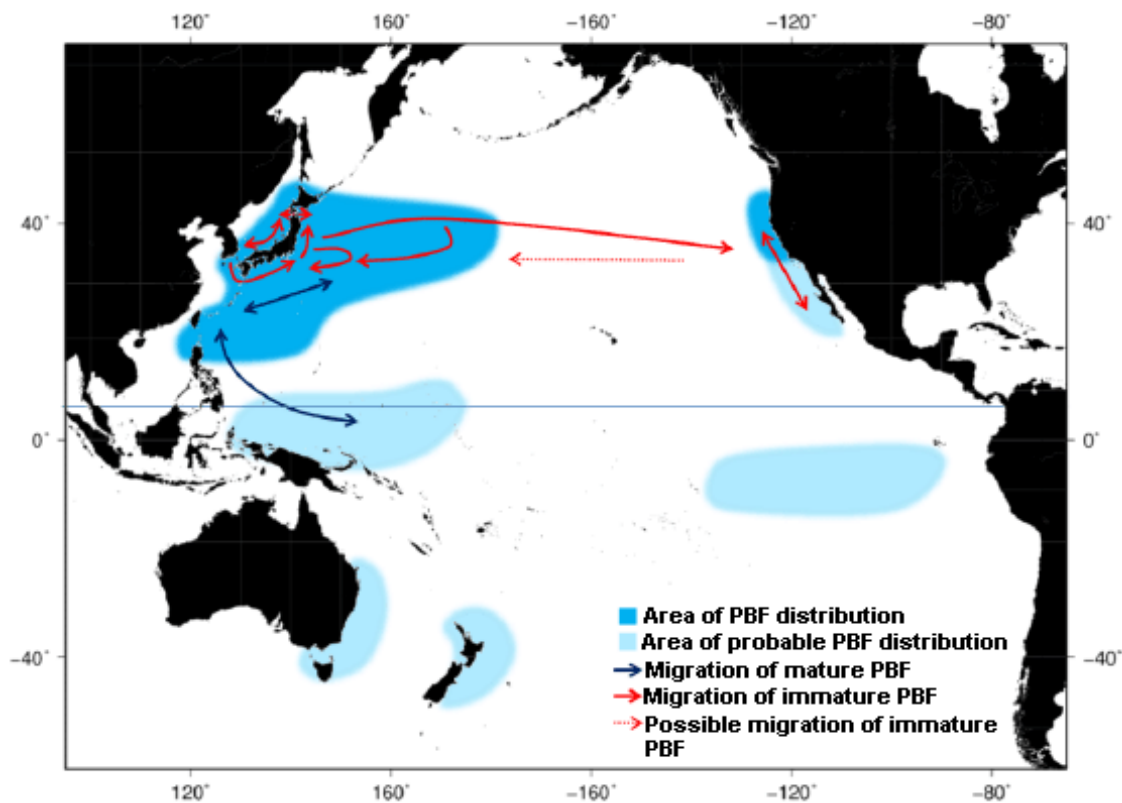 120° 160° −160° −120° −80°
40° 40°
0° 0°
−40° −40°
Area of PBF distribution
Area of probable PBF distribution
Migration of mature PBF
Migration of immature PBF
Possible migration of immature
PBF
120° 160° −160° −120° −80°